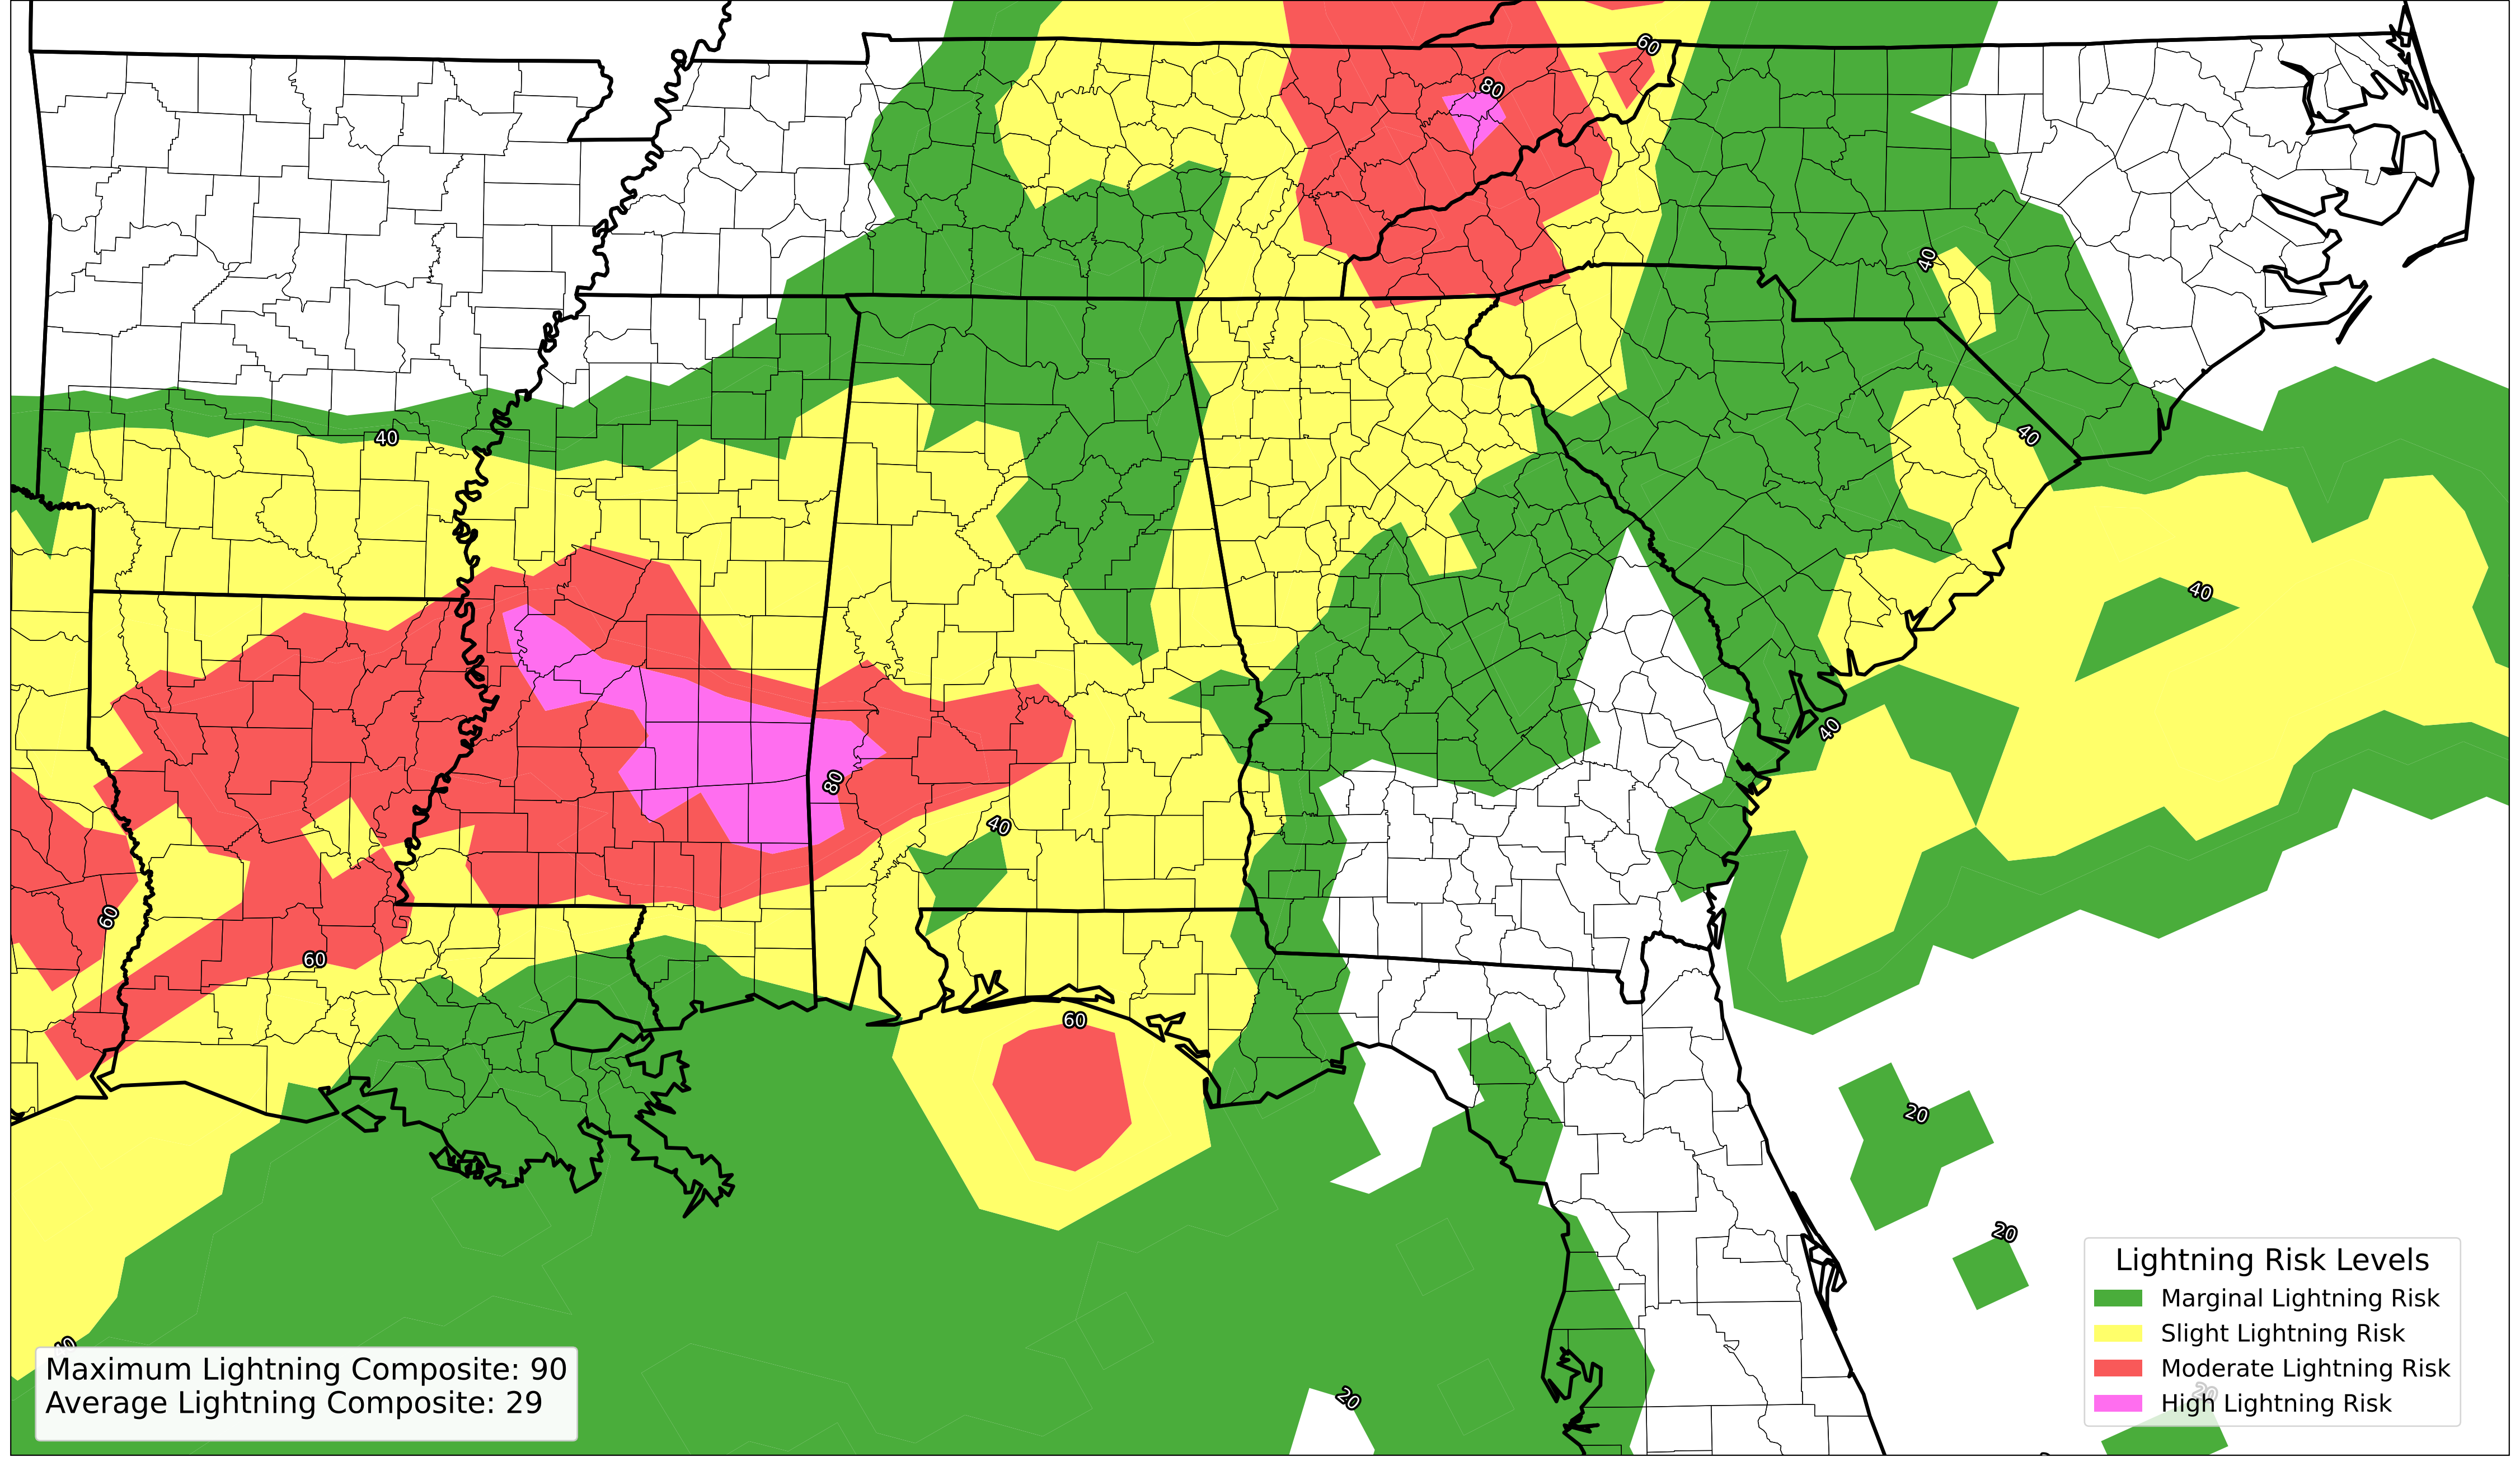 60
80
40
40
40
40
40
80
40
60
60
60
20
20
20
20
Maximum Lightning Composite: 90
Average Lightning Composite: 29
Lightning Risk Levels
Marginal Lightning Risk
Slight Lightning Risk
Moderate Lightning Risk
High Lightning Risk